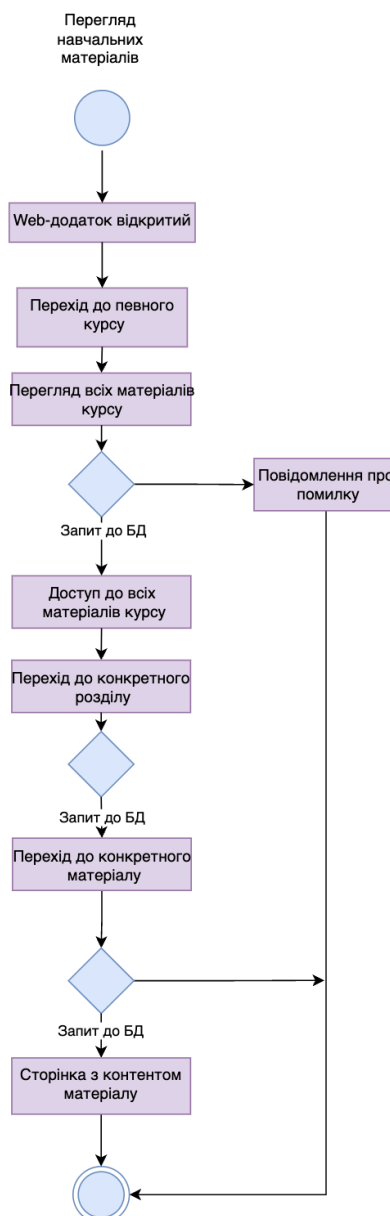 Перегляд
навчальних
матеріалів
Web-додаток відкритий
Перехід до певного
курсу
Перегляд всіх матеріалів
курсу
Повідомлення про
помилку
Запит до БД
Доступ до всіх
матеріалів курсу
Перехід до конкретного
розділу
Запит до БД
Перехід до конкретного
матеріалу
Запит до БД
Сторінка з контентом
матеріалу